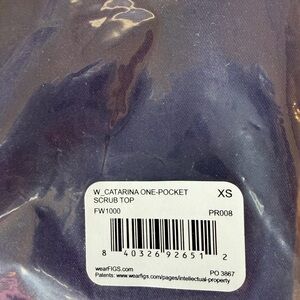 W_CATARINA ONE-POCKET XS
SCRUB TOP
FW1000 PR008
8 40326 92651 2
wearFIGS.com
Patents: www.wearfigs.com/pages/intellectual-property PO 3867